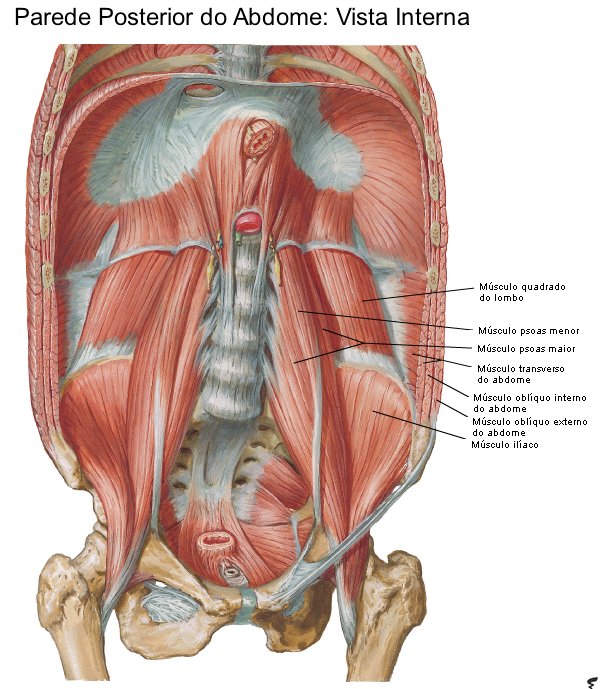 Parede Posterior do Abdome: Vista Interna
Músculo quadrado
do lombo
Músculo psoas menor
Músculo psoas maior
Músculo transverso
do abdome
Músculo oblíquo interno
do abdome
Músculo oblíquo externo
do abdome
Músculo ilíaco